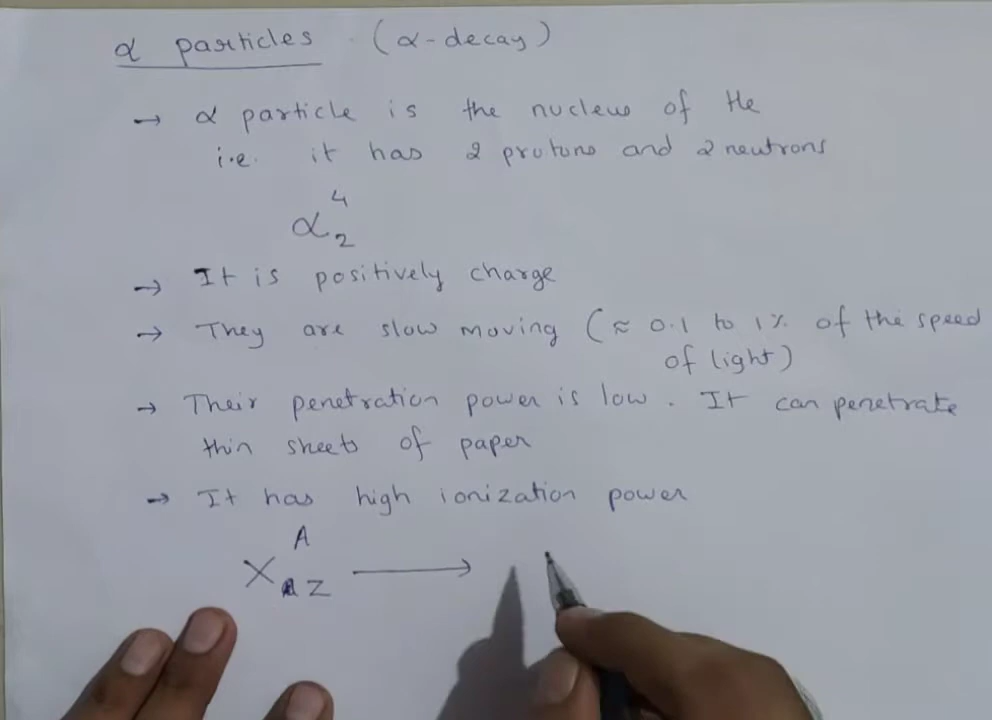 α particles (α-decay)
→ α particle is the nucleus of He
i.e. it has 2 protons and 2 neutrons
α₂⁴
→ It is positively charge
→ They are slow moving (≈ 0.1 to 1% of the speed
of light)
→ Their penetration power is low. It can penetrate
thin sheets of paper
→ It has high ionization power
X A Z ⟶